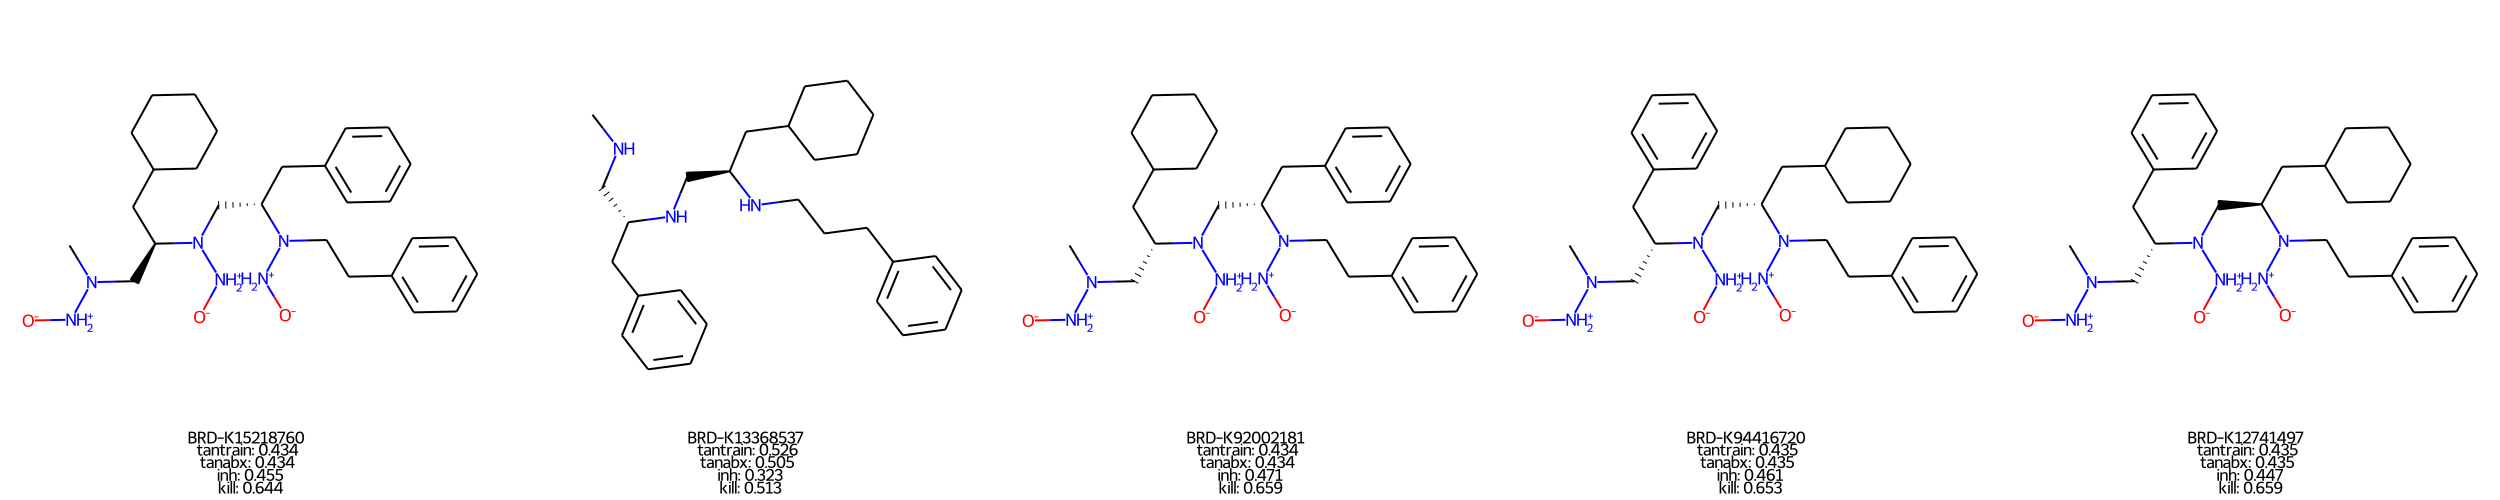 N
NH2+
O-
N
NH2+
O-
N
H2N+
O-
BRD-K15218760
tantrain: 0.434
tanabx: 0.434
inh: 0.455
kill: 0.644
NH
NH
HN
BRD-K13368537
tantrain: 0.526
tanabx: 0.505
inh: 0.323
kill: 0.513
N
NH2+
O-
N
NH2+
O-
N
H2N+
O-
BRD-K92002181
tantrain: 0.434
tanabx: 0.434
inh: 0.471
kill: 0.659
N
NH2+
O-
N
NH2+
O-
N
H2N+
O-
BRD-K94416720
tantrain: 0.435
tanabx: 0.435
inh: 0.461
kill: 0.653
N
NH2+
O-
N
NH2+
O-
N
H2N+
O-
BRD-K12741497
tantrain: 0.435
tanabx: 0.435
inh: 0.447
kill: 0.659